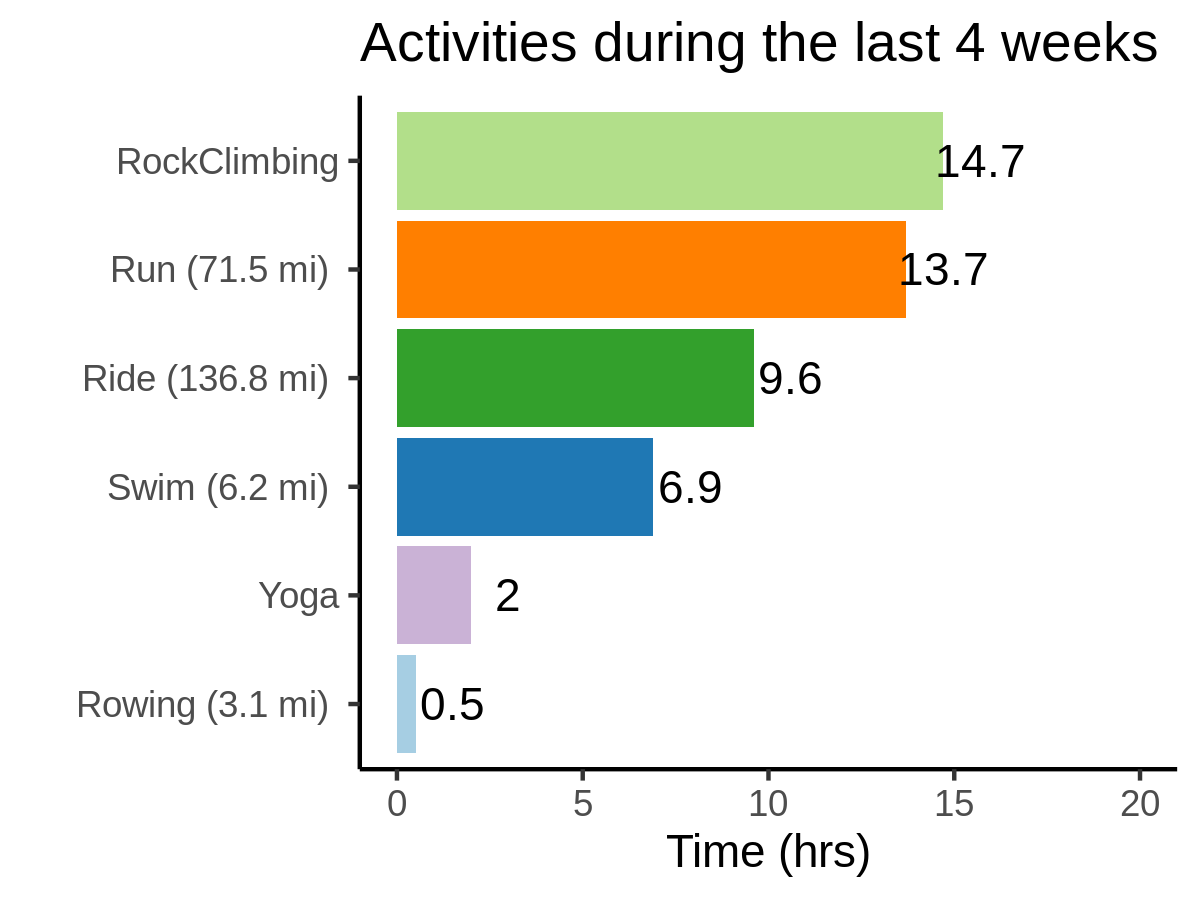 Activities during the last 4 weeks
RockClimbing 14.7
Run (71.5 mi) 13.7
Ride (136.8 mi) 9.6
Swim (6.2 mi) 6.9
Yoga 2
Rowing (3.1 mi) 0.5
0 5 10 15 20
Time (hrs)